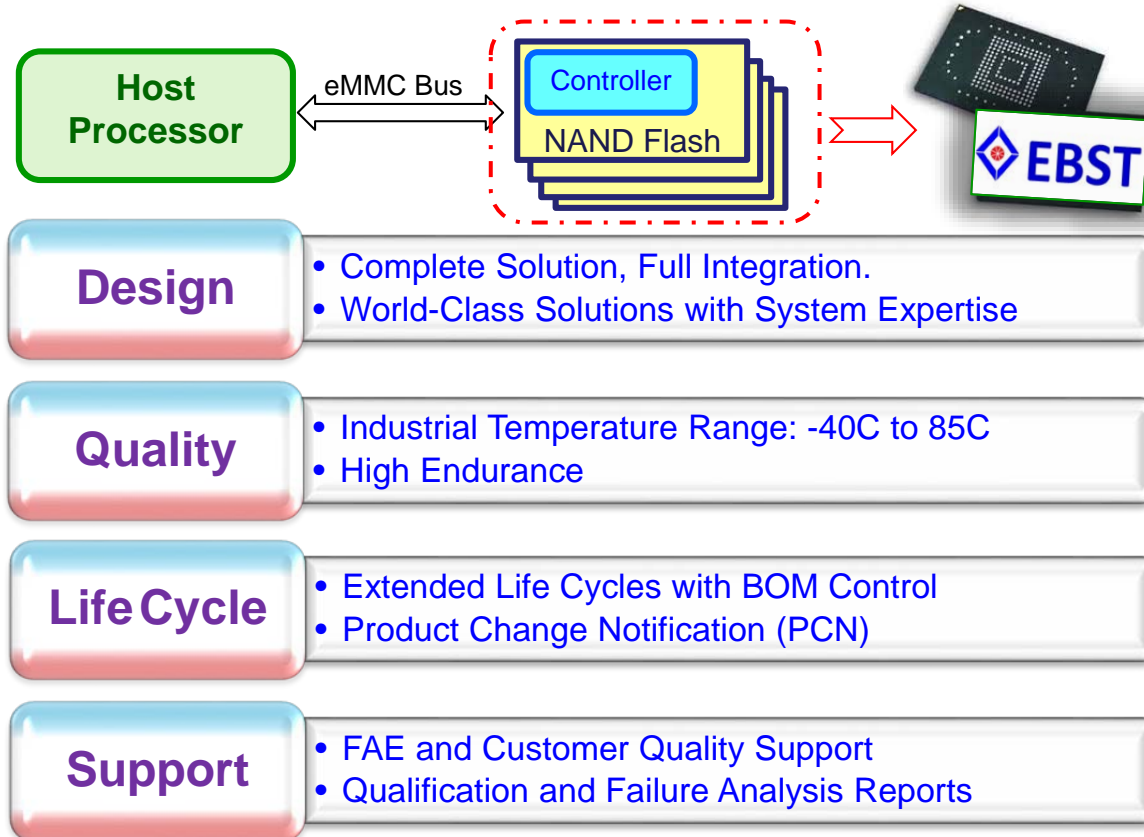 Host
Processor
eMMC Bus
Controller
NAND Flash
EBST
Design
• Complete Solution, Full Integration.
• World-Class Solutions with System Expertise
Quality
• Industrial Temperature Range: -40C to 85C
• High Endurance
Life Cycle
• Extended Life Cycles with BOM Control
• Product Change Notification (PCN)
Support
• FAE and Customer Quality Support
• Qualification and Failure Analysis Reports